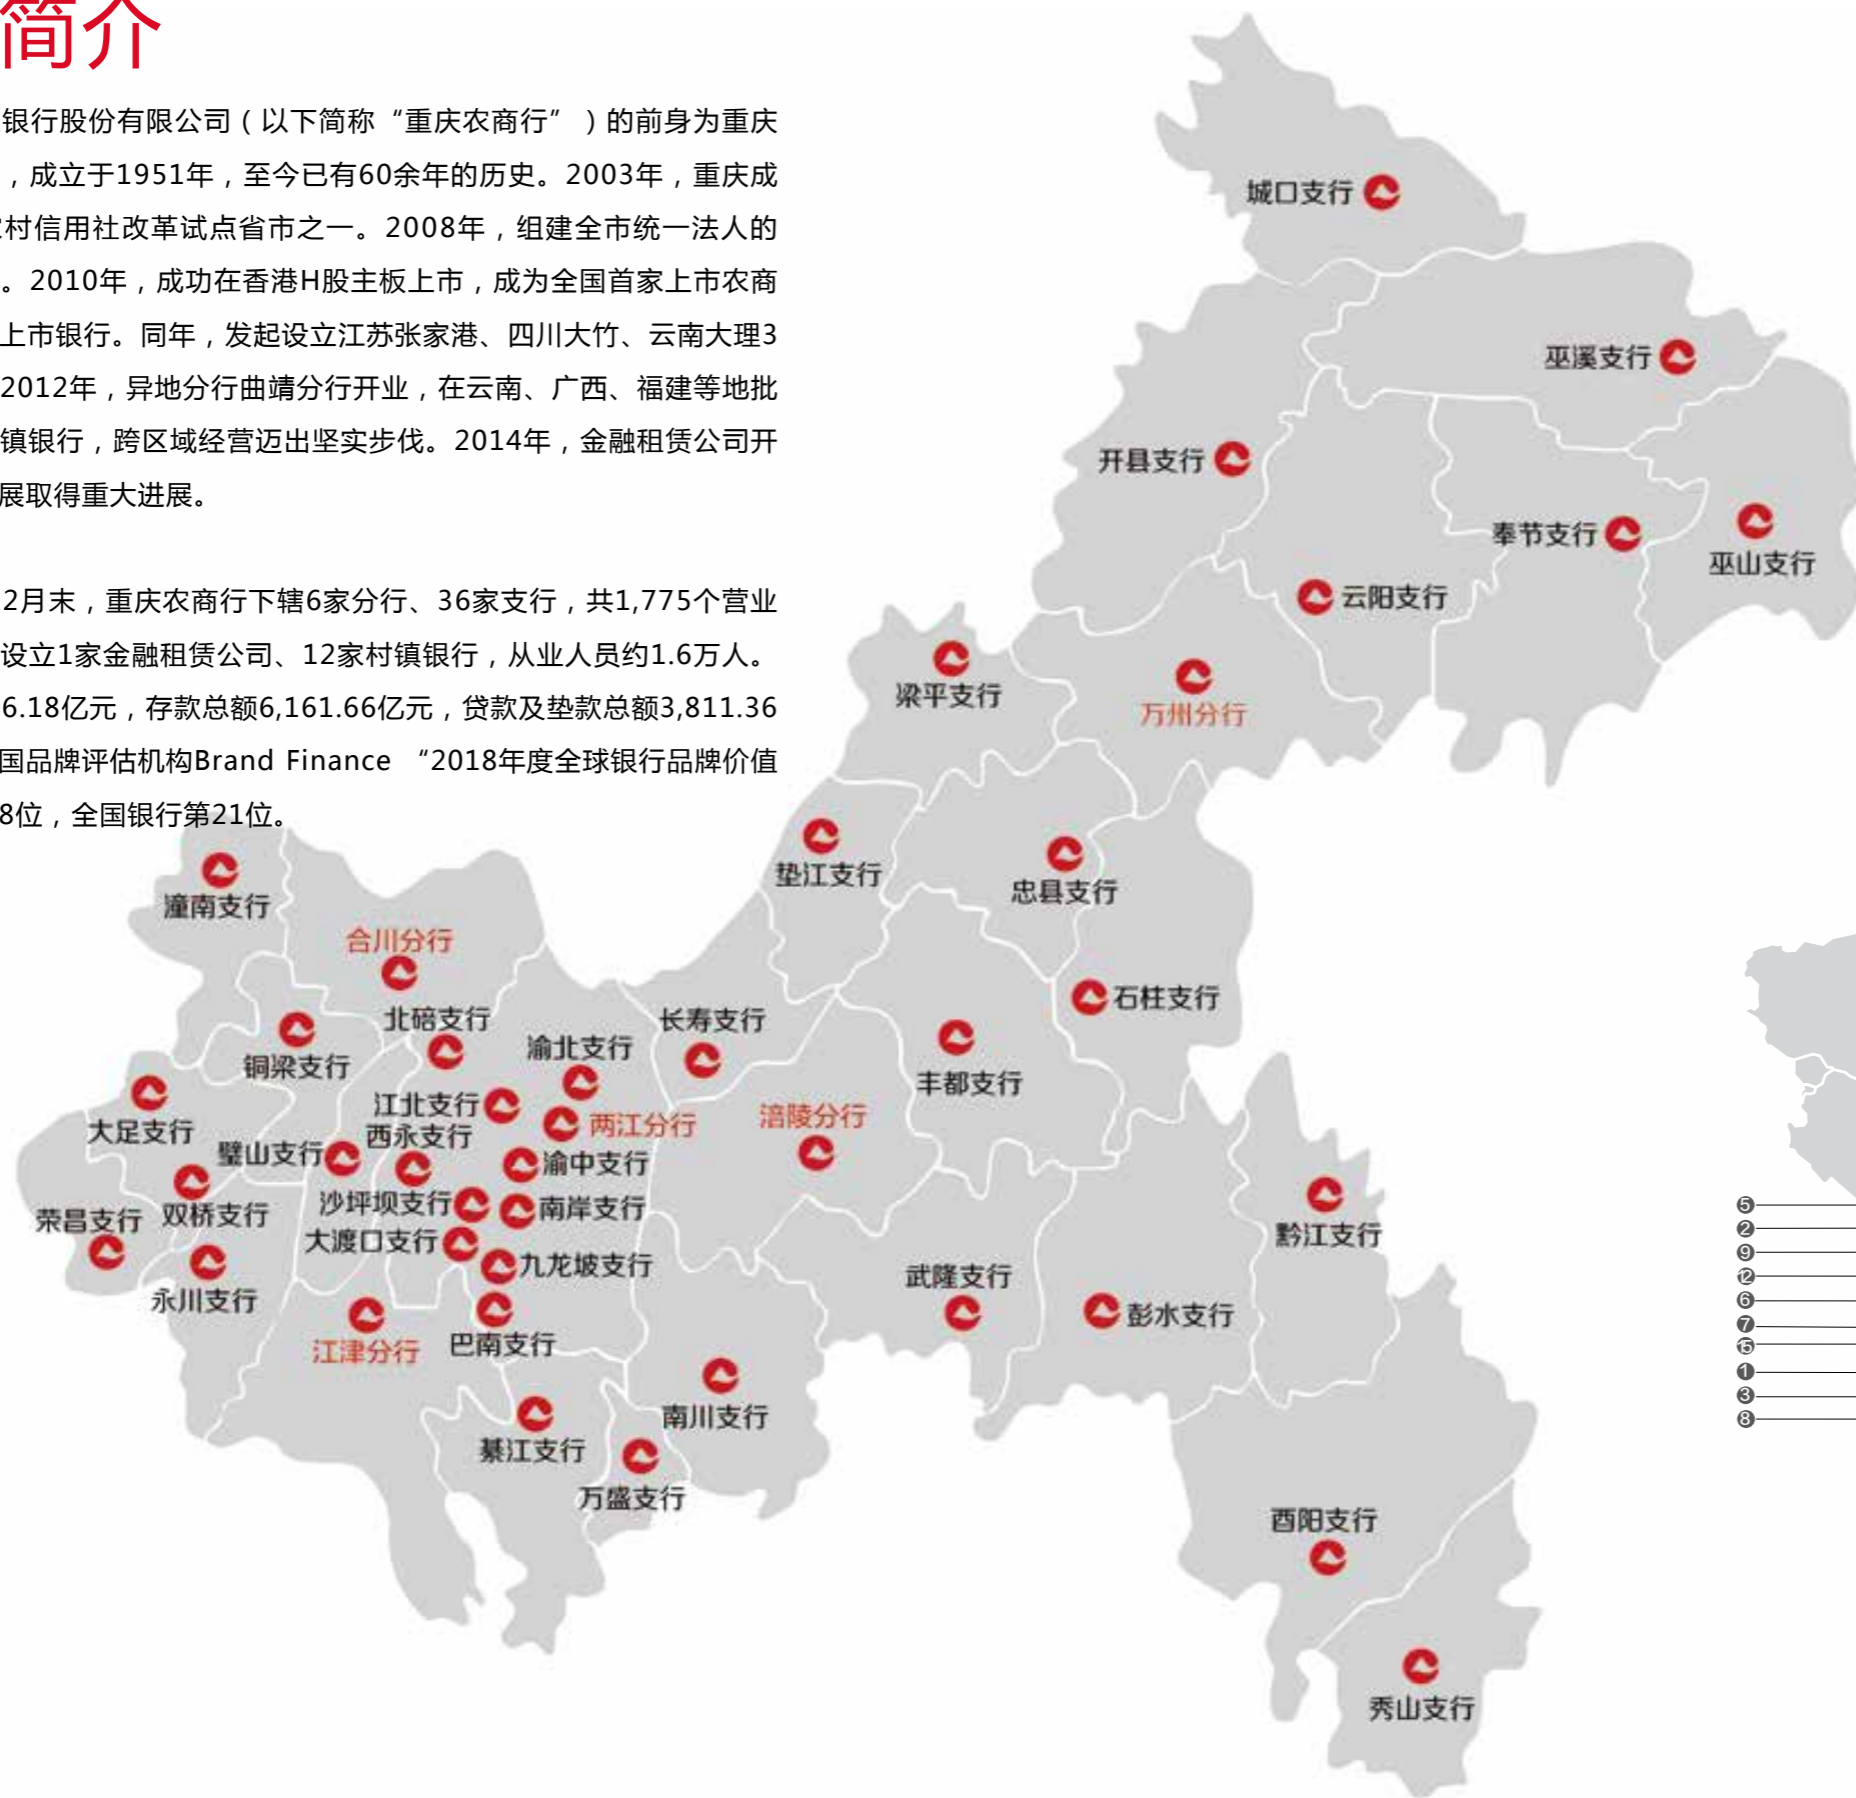 简介
银行股份有限公司（以下简称“重庆农商行”）的前身为重庆
，成立于1951年，至今已有60余年的历史。2003年，重庆成
村信用社改革试点省市之一。2008年，组建全市统一法人的
。2010年，成功在香港H股主板上市，成为全国首家上市农商
上市银行。同年，发起设立江苏张家港、四川大竹、云南大理3
2012年，异地分行曲靖分行开业，在云南、广西、福建等地批
镇银行，跨区域经营迈出坚实步伐。2014年，金融租赁公司开
展取得重大进展。
2月末，重庆农商行下辖6家分行、36家支行，共1,775个营业
设立1家金融租赁公司、12家村镇银行，从业人员约1.6万人。
6.18亿元，存款总额6,161.66亿元，贷款及垫款总额3,811.36
国品牌评估机构Brand Finance “2018年度全球银行品牌价值
8位，全国银行第21位。
城口支行
巫溪支行
开县支行
奉节支行
巫山支行
云阳支行
梁平支行
万州分行
垫江支行
忠县支行
潼南支行
合川分行
石柱支行
北碚支行
长寿支行
渝北支行
铜梁支行
丰都支行
江北支行
两江分行
涪陵分行
大足支行
西永支行
璧山支行
渝中支行
沙坪坝支行
南岸支行
荣昌支行
双桥支行
黔江支行
大渡口支行
九龙坡支行
武隆支行
永川支行
彭水支行
江津分行
巴南支行
南川支行
綦江支行
万盛支行
酉阳支行
秀山支行
5
2
9
12
6
7
15
1
3
8